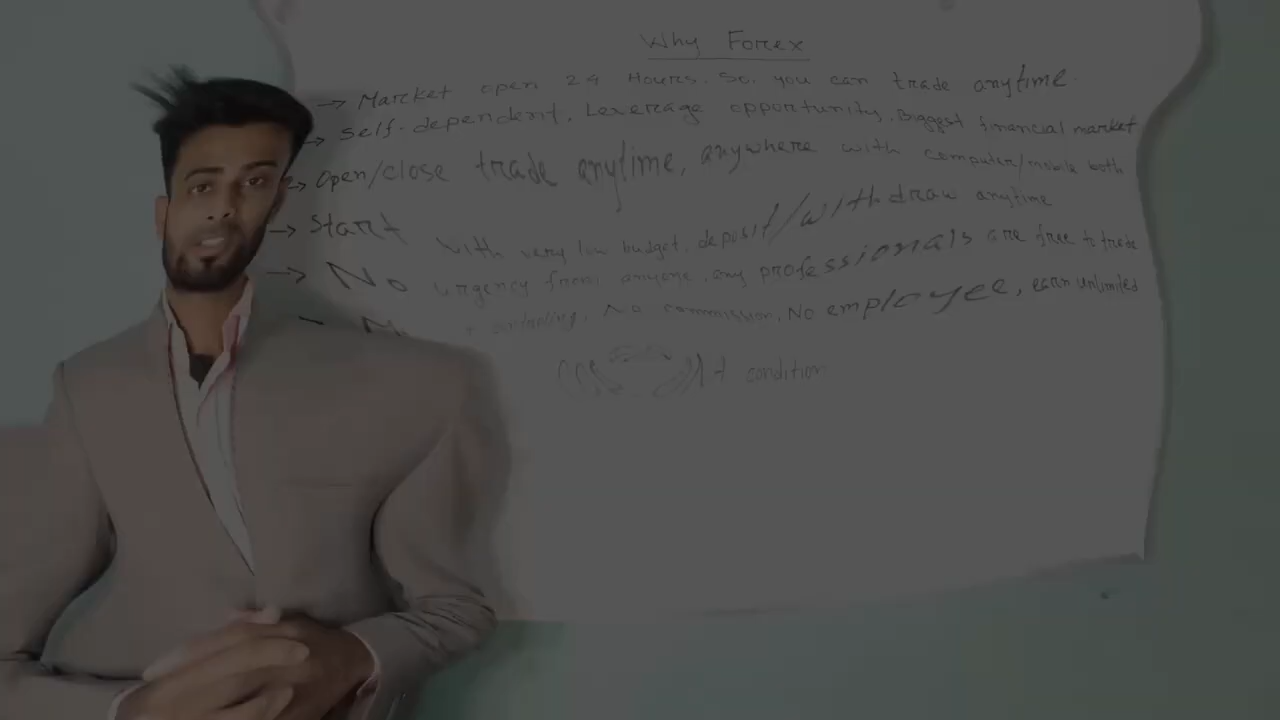 Why Forex
→ Market open 24 Hours. So, you can trade anytime.
→ Self-dependent, Leverage opportunity, Biggest financial market
→ Open/close trade anytime, anywhere with computer/mobile both
→ Start with very low budget, deposit/withdraw anytime
→ No urgency from anyone, any professionals are free to trade
No commission, No employee, earn unlimited
condition